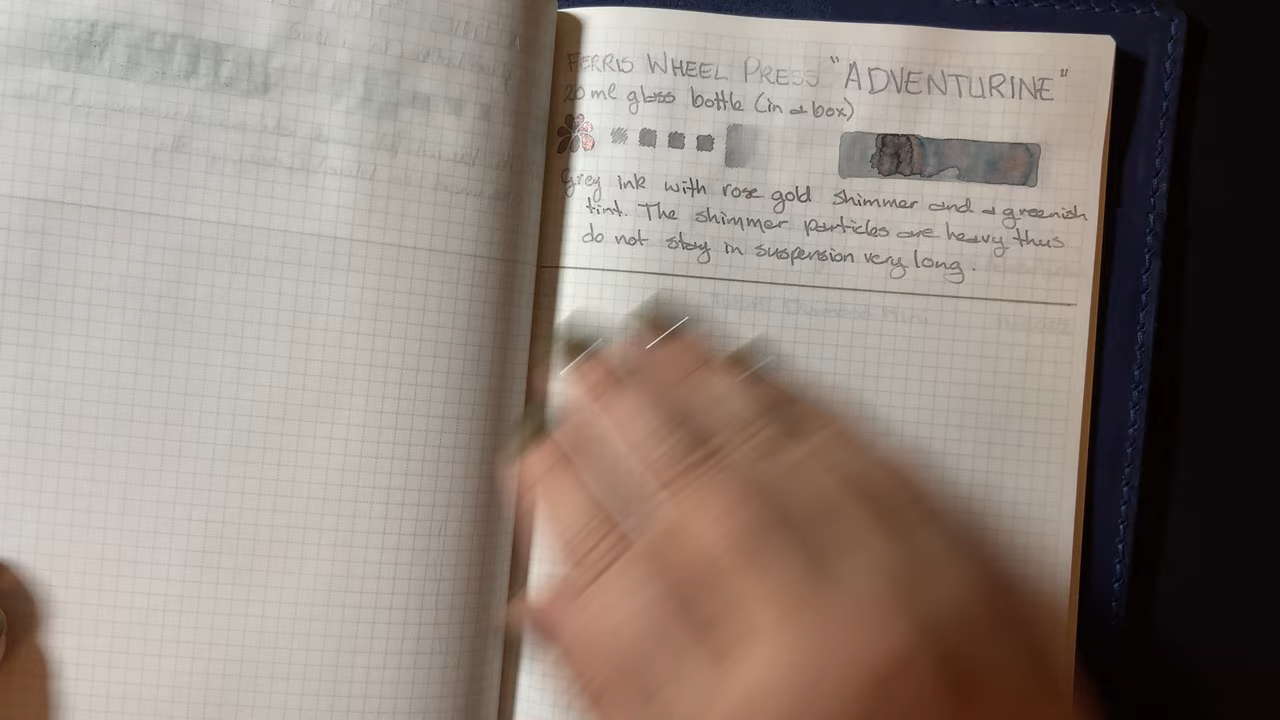 FERRIS WHEEL PRESS "ADVENTURINE"
20 ml glass bottle (in a box)
Grey ink with rose gold shimmer and a greenish
tint. The shimmer particles are heavy thus
do not stay in suspension very long.